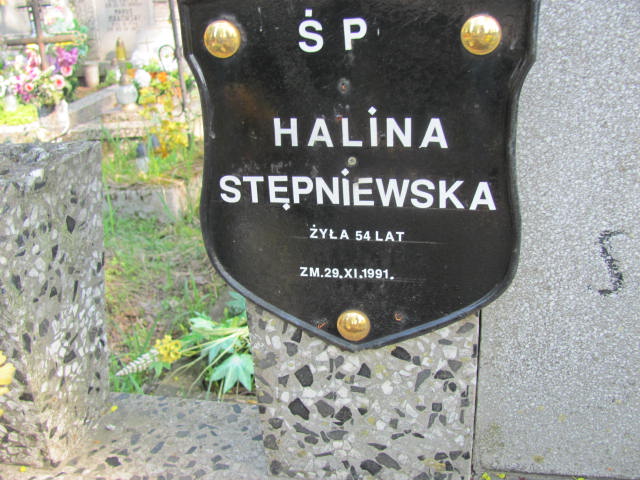 ŚP
HALINA
STĘPNIEWSKA
ŻYŁA 54 LAT
ZM.29.XI.1991.